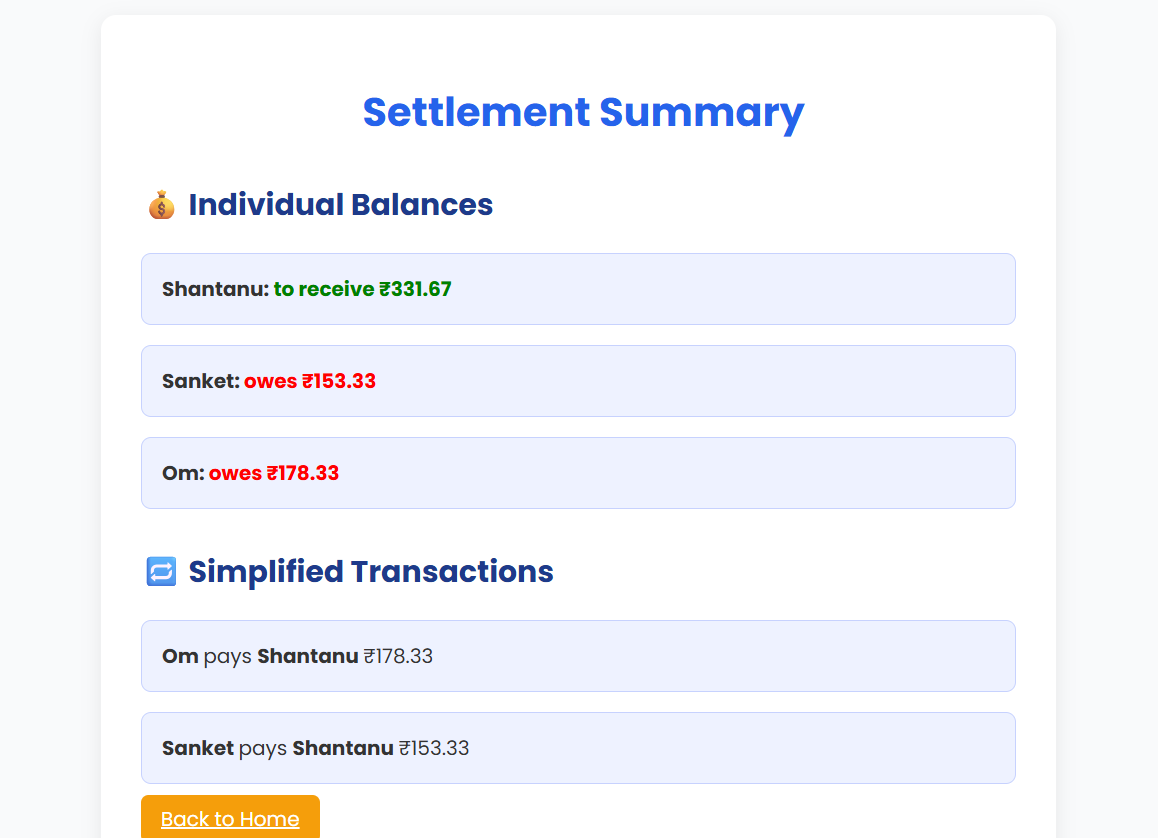 Settlement Summary
💰 Individual Balances
Shantanu: to receive ₹331.67
Sanket: owes ₹153.33
Om: owes ₹178.33
🔁 Simplified Transactions
Om pays Shantanu ₹178.33
Sanket pays Shantanu ₹153.33
Back to Home